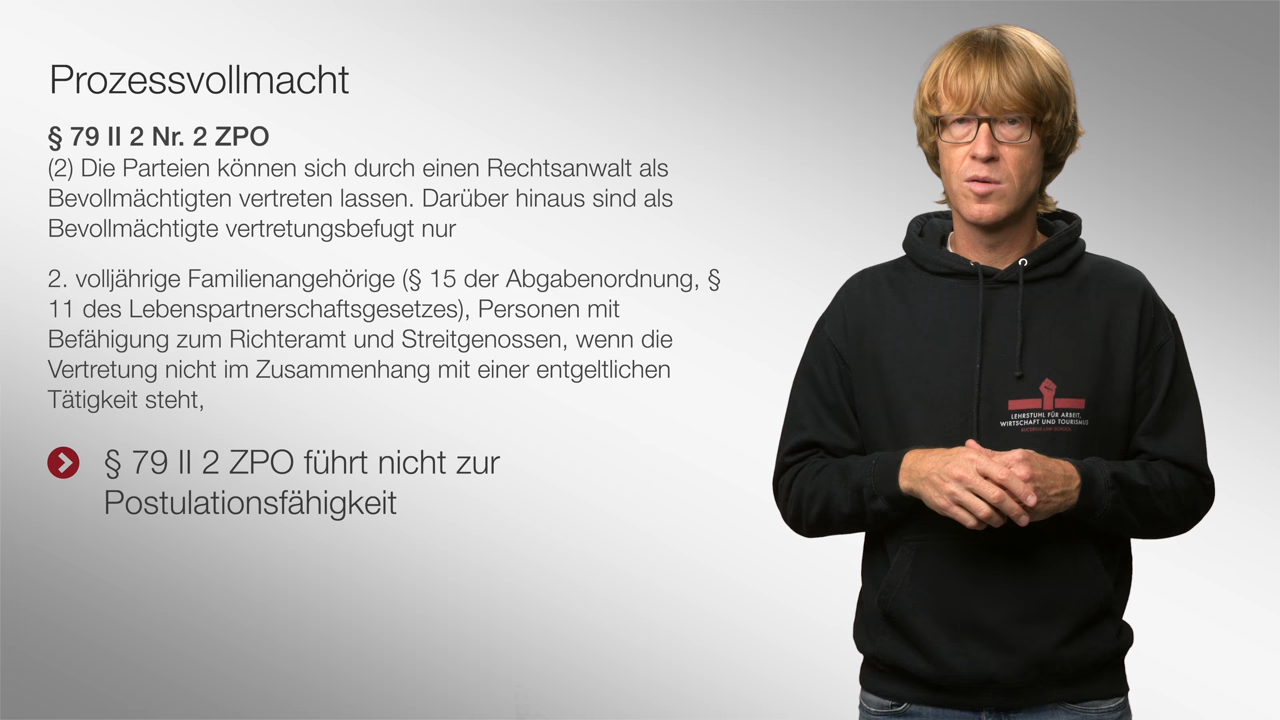 Prozessvollmacht
§ 79 II 2 Nr. 2 ZPO
(2) Die Parteien können sich durch einen Rechtsanwalt als
Bevollmächtigten vertreten lassen. Darüber hinaus sind als
Bevollmächtigte vertretungsbefugt nur
2. volljährige Familienangehörige (§ 15 der Abgabenordnung, §
11 des Lebenspartnerschaftsgesetzes), Personen mit
Befähigung zum Richteramt und Streitgenossen, wenn die
Vertretung nicht im Zusammenhang mit einer entgeltlichen
Tätigkeit steht,
§ 79 II 2 ZPO führt nicht zur
Postulationsfähigkeit
LEHRSTUHL FÜR ARBEIT,
WIRTSCHAFT UND TOURISMUS
LAW SCHOOL